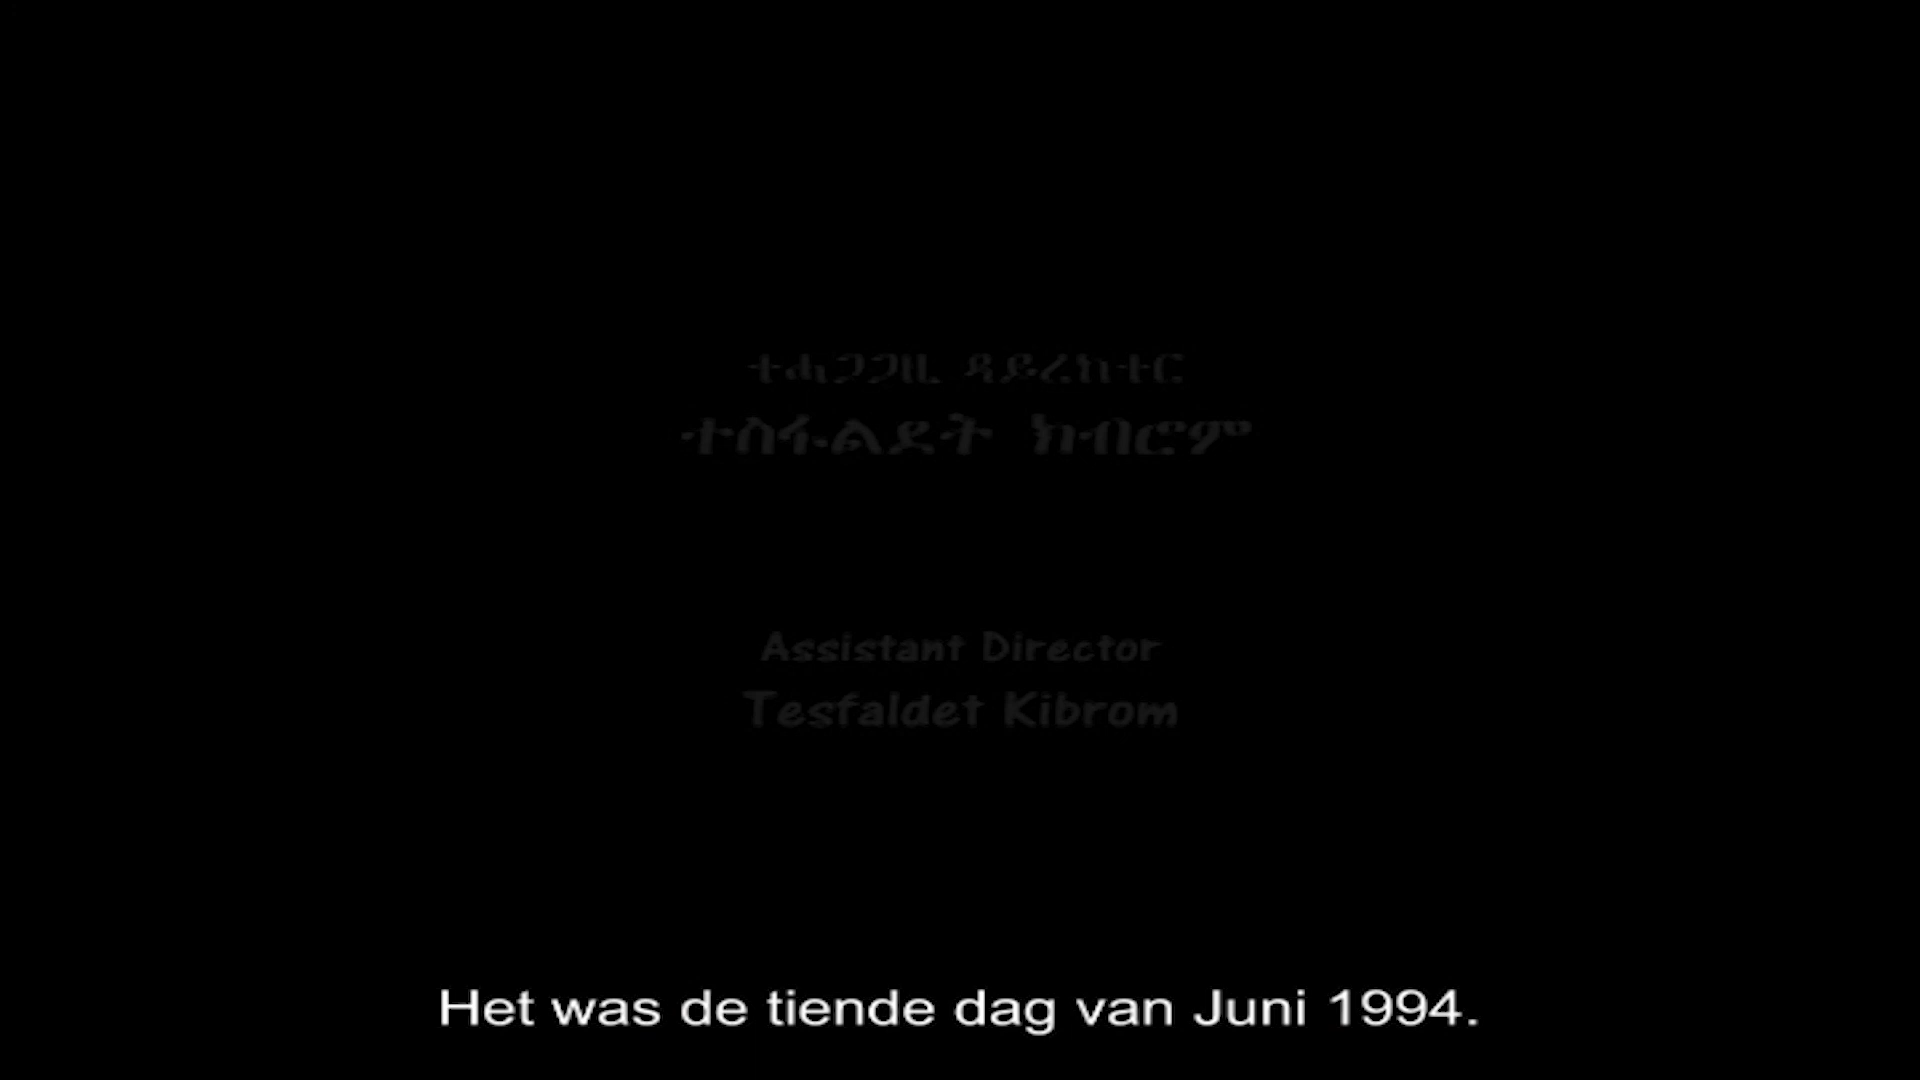 ተሓጋጋዚ ዳይረክተር
ተስፋልደት ክብሮም
Assistant Director
Tesfaldet Kibrom
Het was de tiende dag van Juni 1994.